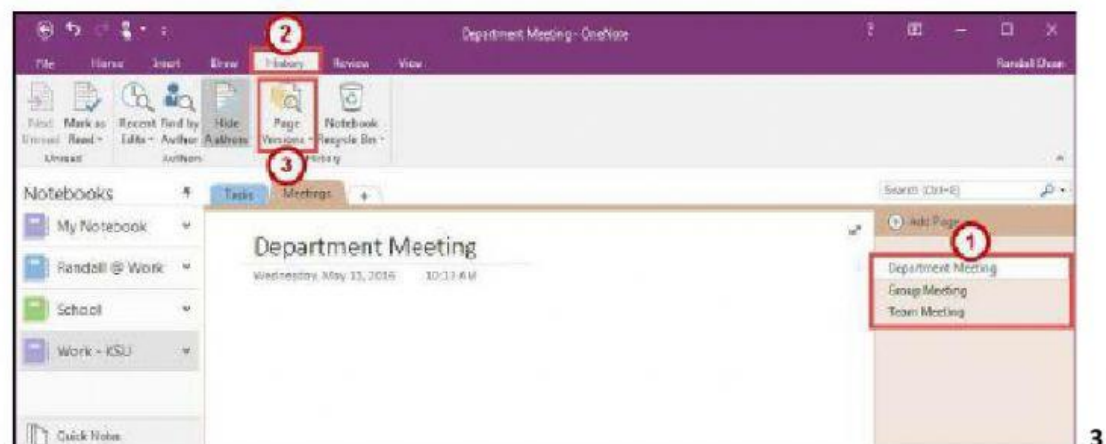 Department Meeting - OneNote
? 
2
File Home Insert Draw History Review View
Randall Dean
Next Unread
Mark as Read
Recent Edits
Find by Author
Hide Authors
Page Versions
Notebook Recycle Bin
Unread Authors History
3
Notebooks
Tasks Meetings +
Search (Ctrl+E)
My Notebook
Randall @ Work
School
Work - KSU
Quick Notes
Department Meeting
Wednesday, May 11, 2016 10:13 AM
Add Page
1
Department Meeting
Group Meeting
Team Meeting
3